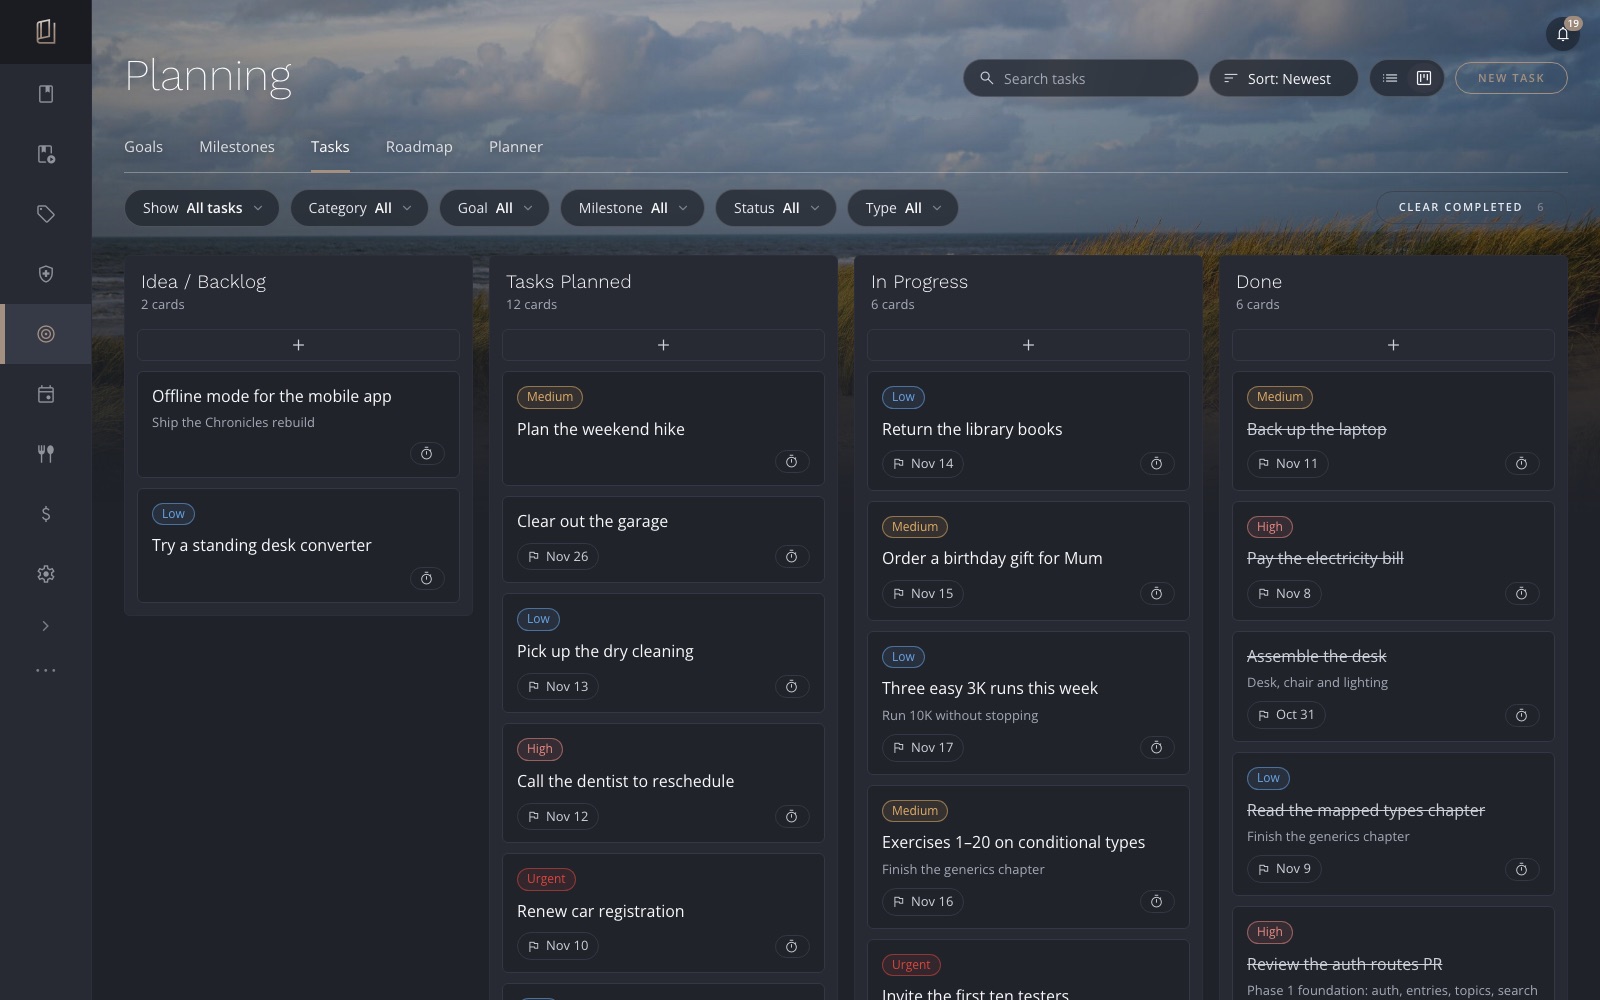 19
Planning
Search tasks
Sort: Newest
NEW TASK
Goals
Milestones
Tasks
Roadmap
Planner
Show All tasks
Category All
Goal All
Milestone All
Status All
Type All
CLEAR COMPLETED 6
Idea / Backlog
2 cards
+
Offline mode for the mobile app
Ship the Chronicles rebuild
Low
Try a standing desk converter
Tasks Planned
12 cards
+
Medium
Plan the weekend hike
Clear out the garage
Nov 26
Low
Pick up the dry cleaning
Nov 13
High
Call the dentist to reschedule
Nov 12
Urgent
Renew car registration
Nov 10
In Progress
6 cards
+
Low
Return the library books
Nov 14
Medium
Order a birthday gift for Mum
Nov 15
Low
Three easy 3K runs this week
Run 10K without stopping
Nov 17
Medium
Exercises 1–20 on conditional types
Finish the generics chapter
Nov 16
Urgent
Invite the first ten testers
Done
6 cards
+
Medium
Back up the laptop
Nov 11
High
Pay the electricity bill
Nov 8
Assemble the desk
Desk, chair and lighting
Oct 31
Low
Read the mapped types chapter
Finish the generics chapter
Nov 9
High
Review the auth routes PR
Phase 1 foundation: auth, entries, topics, search